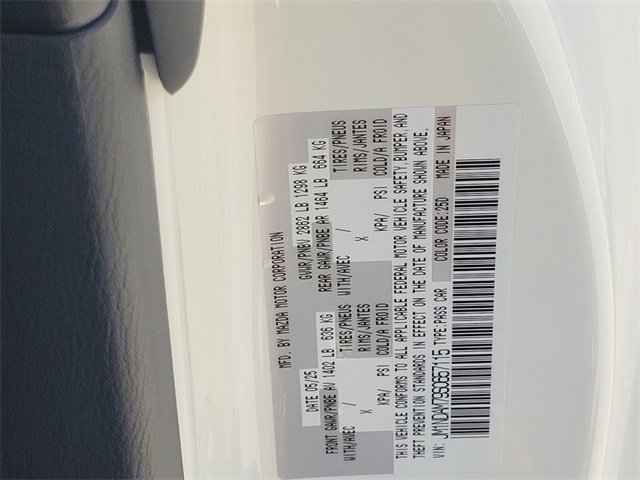 MFD. BY MAZDA MOTOR CORPORATION
DATE 05/25 GVWR/PNBV 2862 LB 1298 KG
FRONT GAWR/PNBE AV 1402 LB 636 KG REAR GAWR/PNBE AR 1464 LB 664 KG
WITH/AVEC TIRES/PNEUS WITH/AVEC TIRES/PNEUS
/ RIMS/JANTES / RIMS/JANTES
X COLD/A FROID X COLD/A FROID
KPA/ PSI KPA/ PSI
THIS VEHICLE CONFORMS TO ALL APPLICABLE FEDERAL MOTOR VEHICLE SAFETY, BUMPER, AND
THEFT PREVENTION STANDARDS IN EFFECT ON THE DATE OF MANUFACTURE SHOWN ABOVE.
VIN: JM1NDAM79S0657115 TYPE:PASS CAR COLOR CODE:25D MADE IN JAPAN